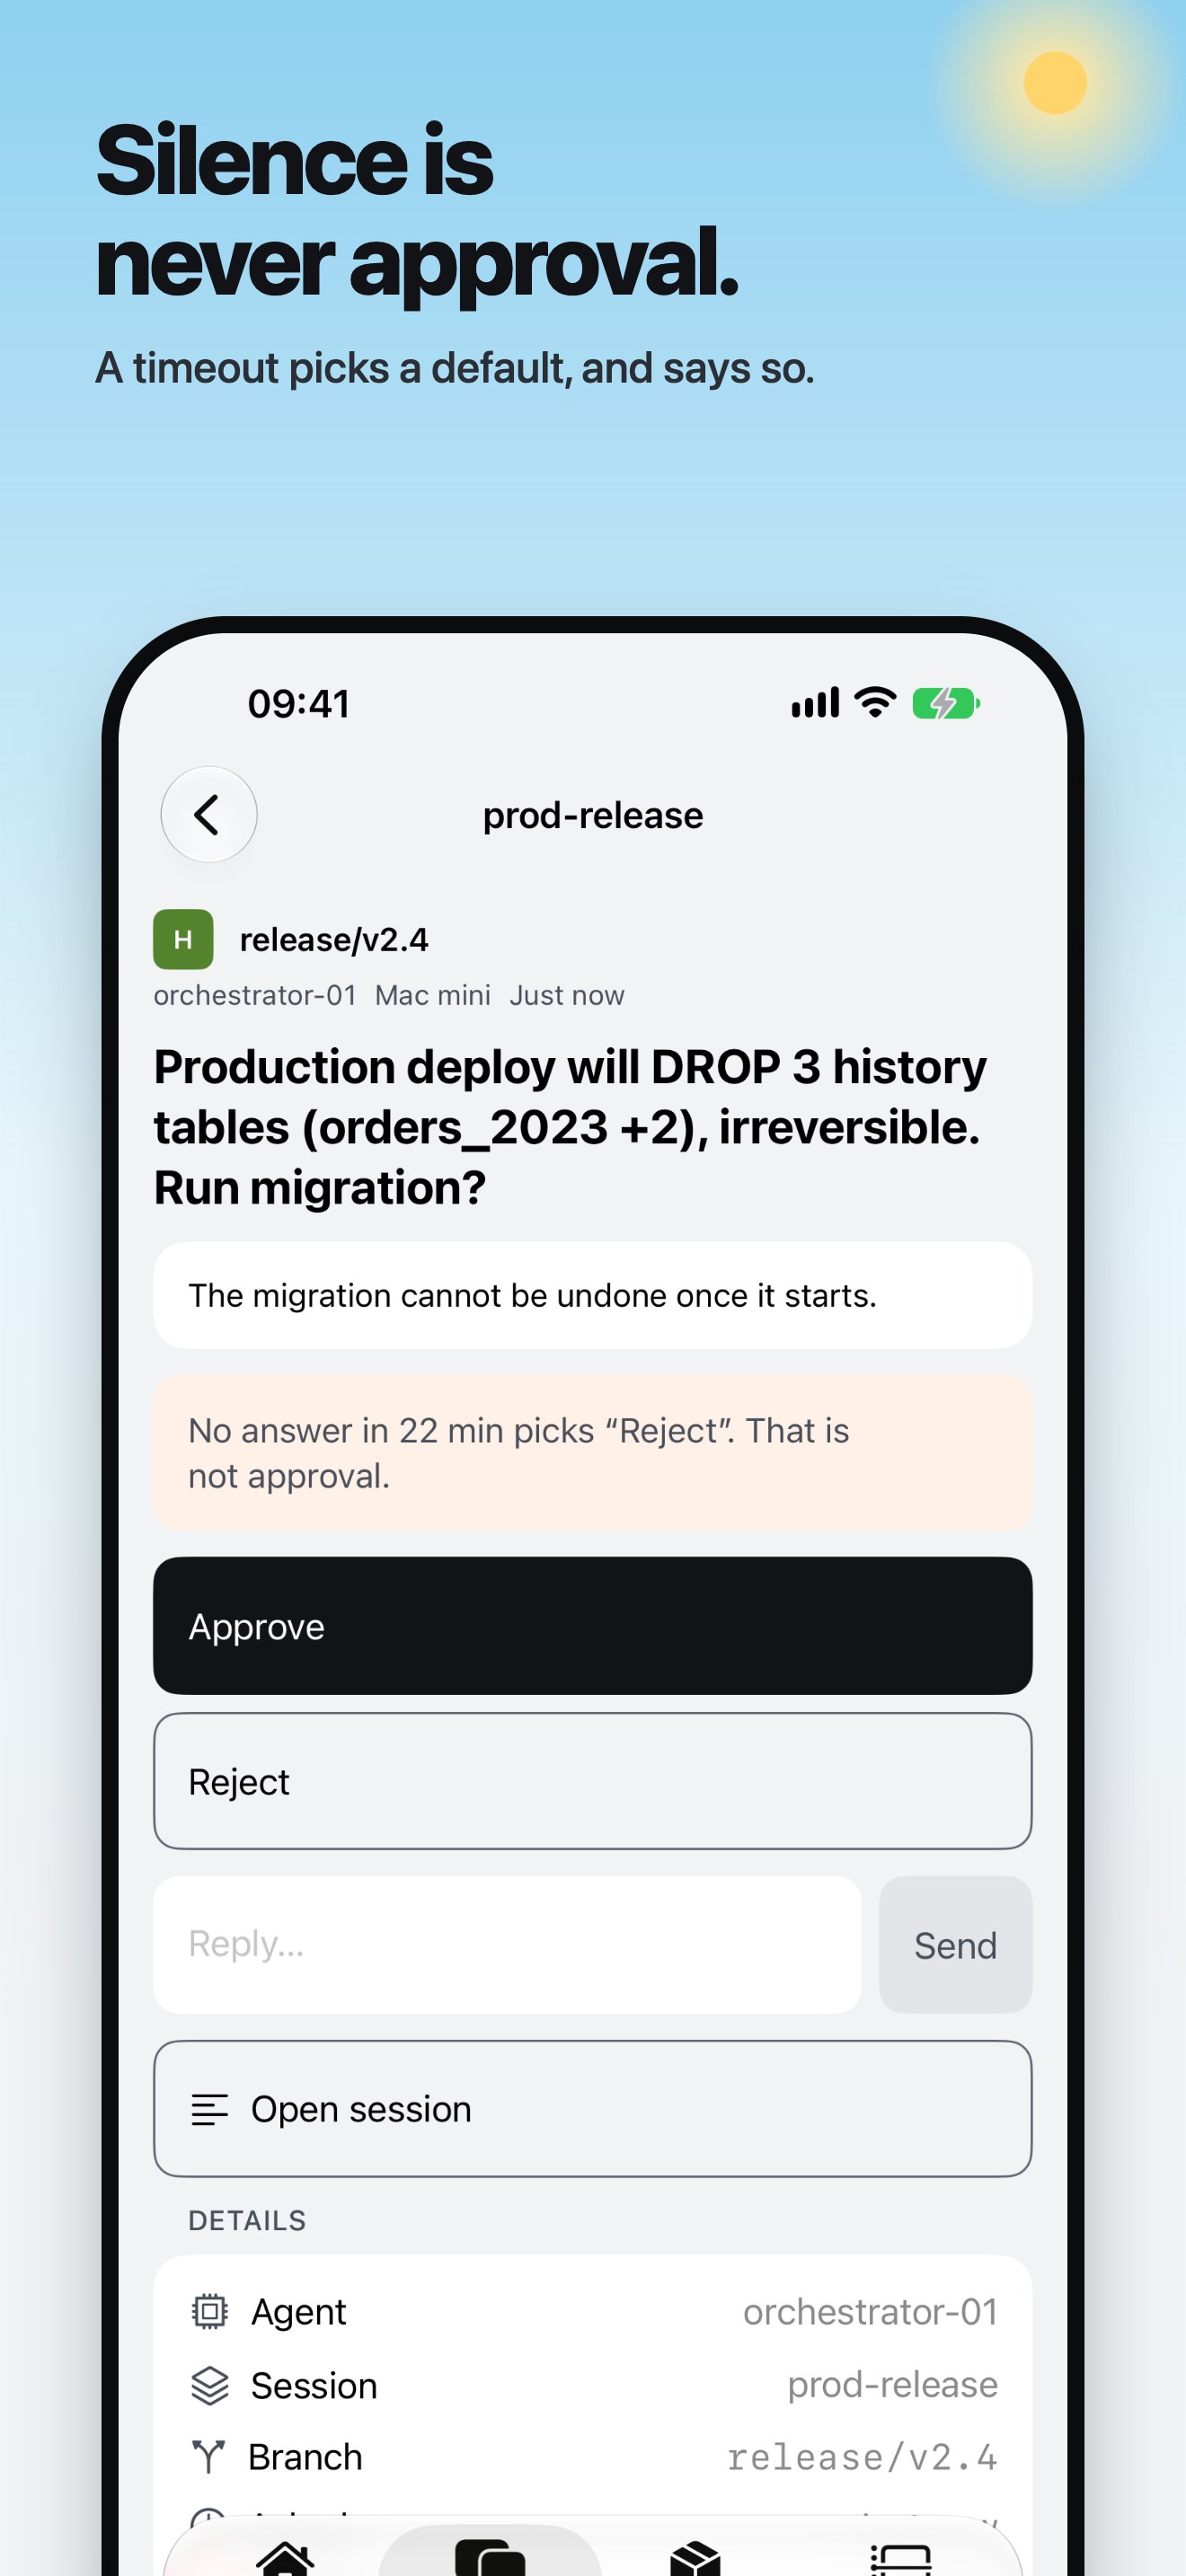 Silence is
never approval.
A timeout picks a default, and says so.
09:41
prod-release
H
release/v2.4
orchestrator-01 Mac mini Just now
Production deploy will DROP 3 history
tables (orders_2023 +2), irreversible.
Run migration?
The migration cannot be undone once it starts.
No answer in 22 min picks “Reject”. That is
not approval.
Approve
Reject
Reply...
Send
Open session
DETAILS
Agent orchestrator-01
Session prod-release
Branch release/v2.4